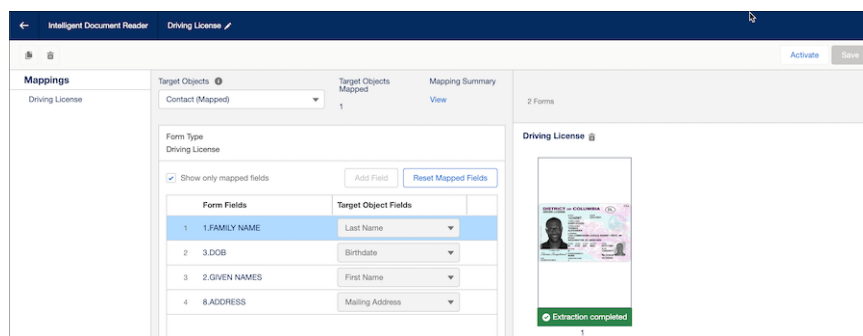 Intelligent Document Reader Driving License
Activate Save
Mappings
Driving License
Target Objects
Contact (Mapped)
Target Objects Mapped
1
Mapping Summary
View
2 Forms
Form Type
Driving License
Show only mapped fields
Add Field
Reset Mapped Fields
Form Fields Target Object Fields
1 1.FAMILY NAME Last Name
2 3.DOB Birthdate
3 2.GIVEN NAMES First Name
4 8.ADDRESS Mailing Address
Driving License
DISTRICT OF COLUMBIA
Extraction completed
1